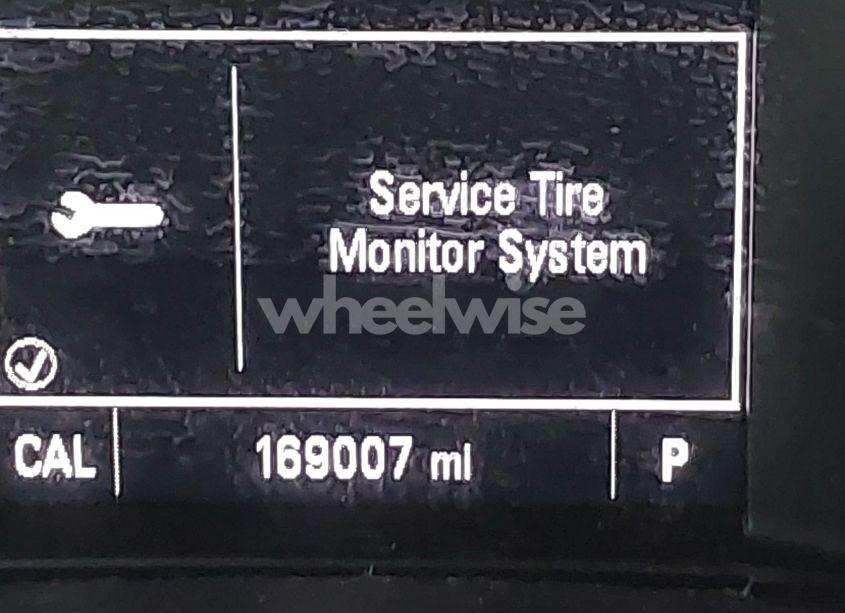 Service Tire
Monitor System
wheelwise
CAL 169007 mi P